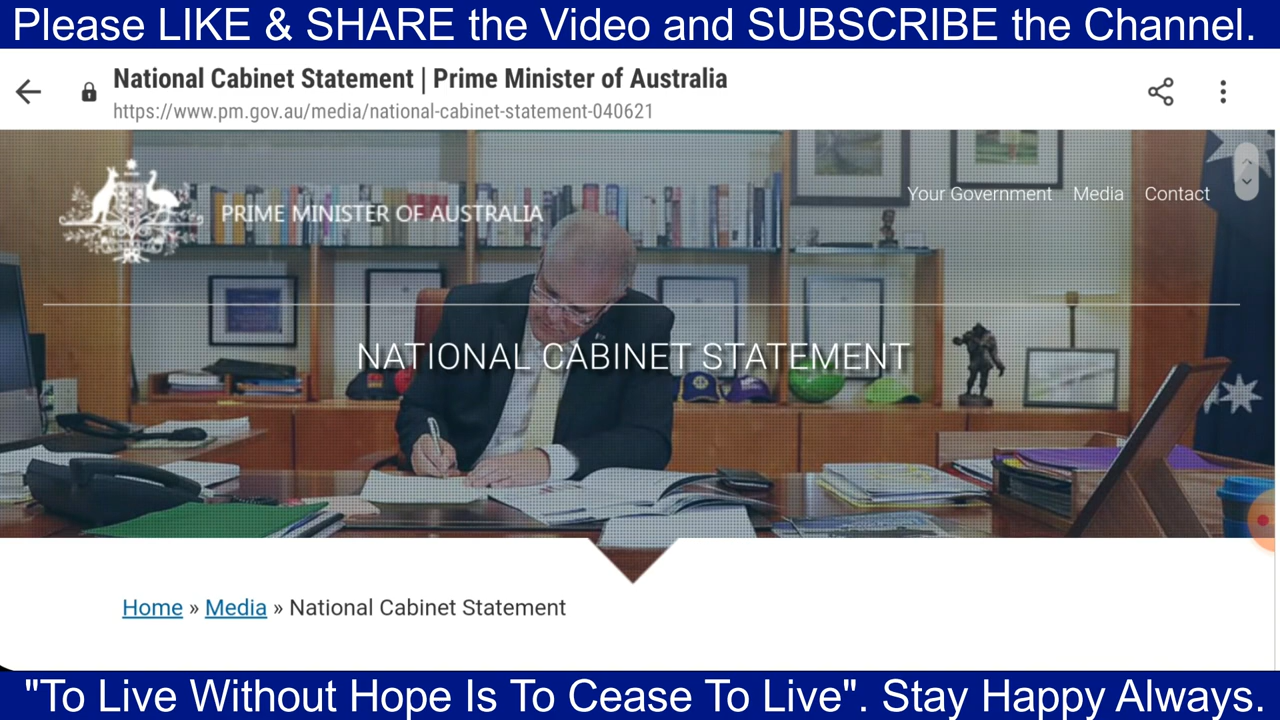 Please LIKE & SHARE the Video and SUBSCRIBE the Channel.
National Cabinet Statement | Prime Minister of Australia
https://www.pm.gov.au/media/national-cabinet-statement-040621
Your Government Media Contact
PRIME MINISTER OF AUSTRALIA
NATIONAL CABINET STATEMENT
Home » Media » National Cabinet Statement
"To Live Without Hope Is To Cease To Live". Stay Happy Always.